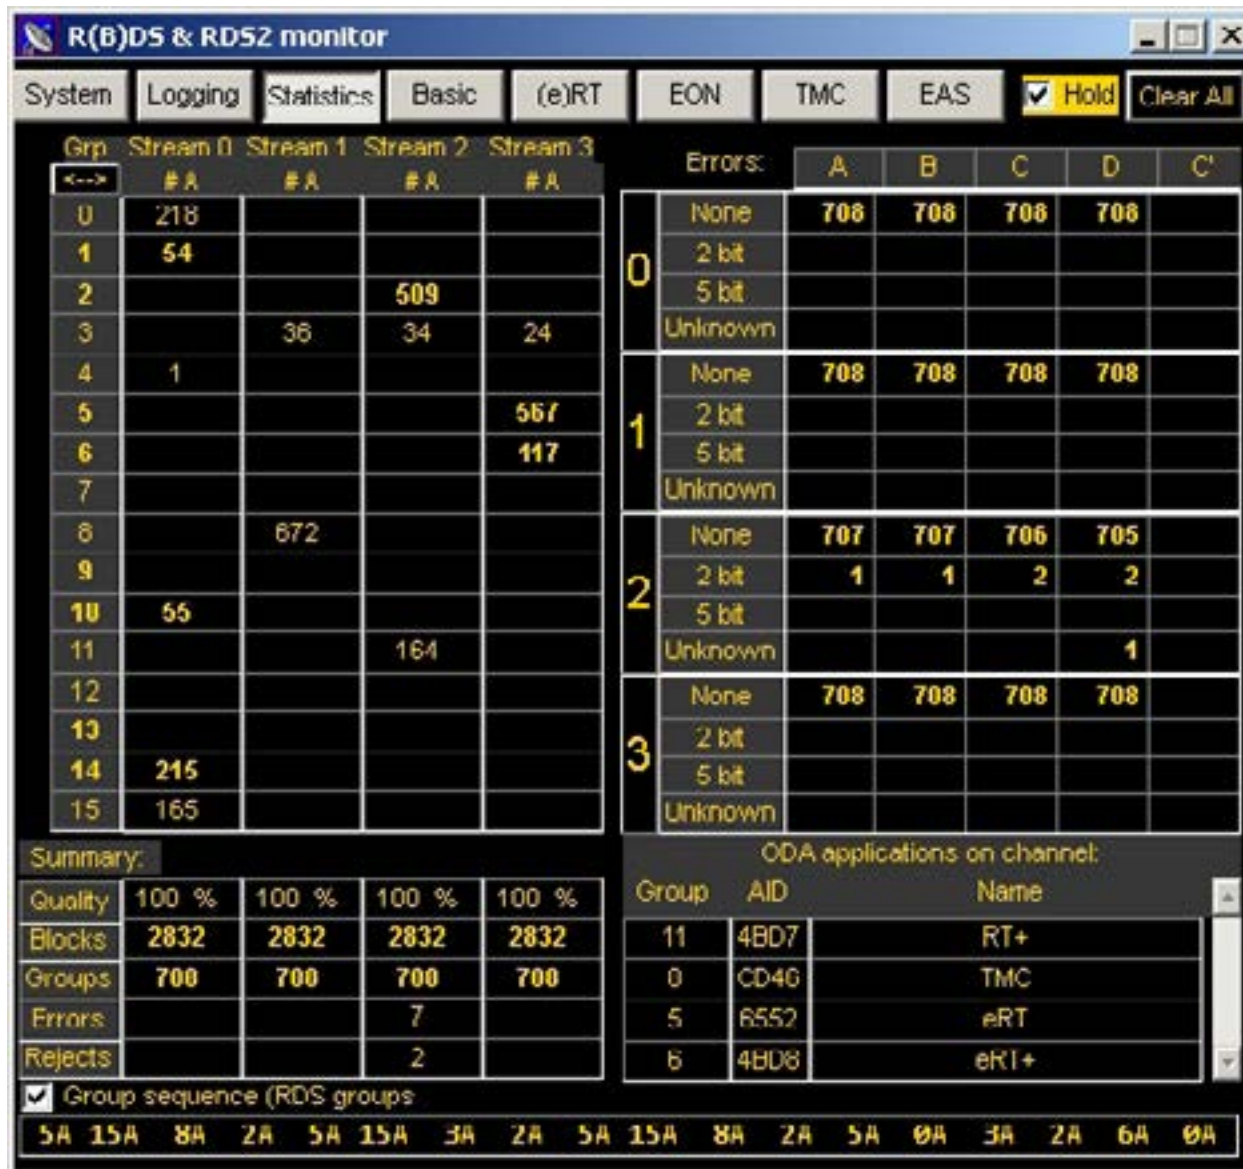 R(B)DS & RDS2 monitor
System Logging Statistics Basic (e)RT EON TMC EAS Hold Clear All
Grp Stream 0 Stream 1 Stream 2 Stream 3
<--> #A #A #A #A
0 218
1 54
2 509
3 36 34 24
4 1
5 567
6 117
7
8 672
9
10 55
11 164
12
13
14 215
15 165
Errors: A B C D C'
0
None 708 708 708 708
2 bit
5 bit
Unknown
1
None 708 708 708 708
2 bit
5 bit
Unknown
2
None 707 707 706 705
2 bit 1 1 2 2
5 bit
Unknown 1
3
None 708 708 708 708
2 bit
5 bit
Unknown
Summary:
Quality 100 % 100 % 100 % 100 %
Blocks 2832 2832 2832 2832
Groups 708 708 708 708
Errors 7
Rejects 2
ODA applications on channel:
Group AID Name
11 4BD7 RT+
8 CD46 TMC
5 6552 eRT
6 4BD8 eRT+
Group sequence (RDS groups
5A 15A 8A 2A 5A 15A 3A 2A 5A 15A 8A 2A 5A 0A 3A 2A 6A 0A